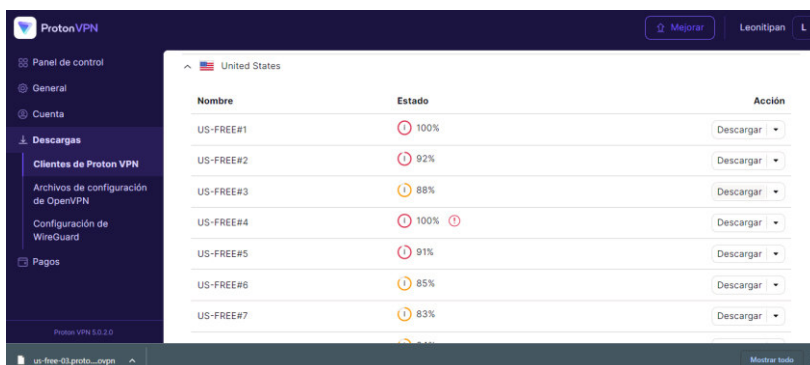 ProtonVPN
Mejorar
Leonitipan
L
Panel de control
General
Cuenta
Descargas
Clientes de Proton VPN
Archivos de configuración
de OpenVPN
Configuración de
WireGuard
Pagos
Proton VPN 5.0.2.0
United States
Nombre Estado Acción
US-FREE#1 100% Descargar
US-FREE#2 92% Descargar
US-FREE#3 88% Descargar
US-FREE#4 100% Descargar
US-FREE#5 91% Descargar
US-FREE#6 85% Descargar
US-FREE#7 83% Descargar
us-free-03.proto....ovpn
Mostrar todo